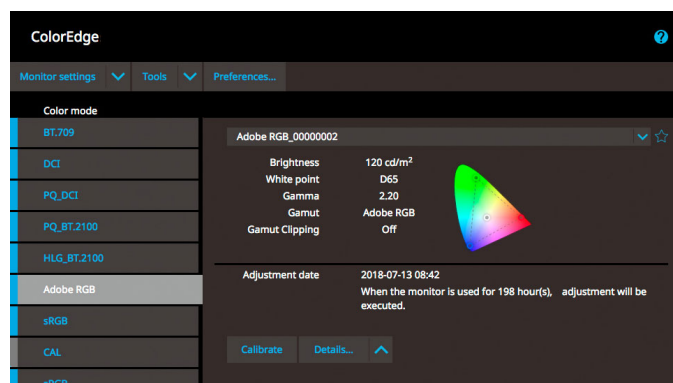 ColorEdge
?
Monitor settings Tools Preferences...
Color mode
BT.709
DCI
PQ_DCI
PQ_BT.2100
HLG_BT.2100
Adobe RGB
sRGB
CAL
sRGB
Adobe RGB_00000002
Brightness 120 cd/m²
White point D65
Gamma 2.20
Gamut Adobe RGB
Gamut Clipping Off
Adjustment date 2018-07-13 08:42
When the monitor is used for 198 hour(s), adjustment will be
executed.
Calibrate Details...